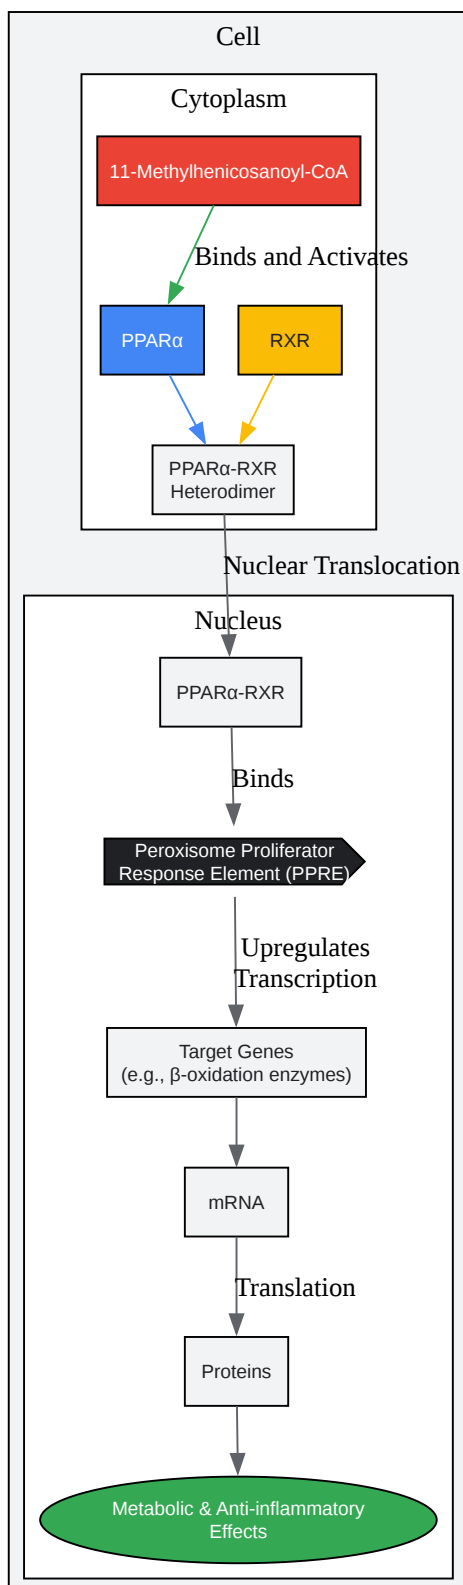 Cell
Cytoplasm
11-Methylhenicosanoyl-CoA
Binds and Activates
PPARα
RXR
PPARα-RXR
Heterodimer
Nuclear Translocation
Nucleus
PPARα-RXR
Binds
Peroxisome Proliferator
Response Element (PPRE)
Upregulates
Transcription
Target Genes
(e.g., β-oxidation enzymes)
mRNA
Translation
Proteins
Metabolic & Anti-inflammatory
Effects